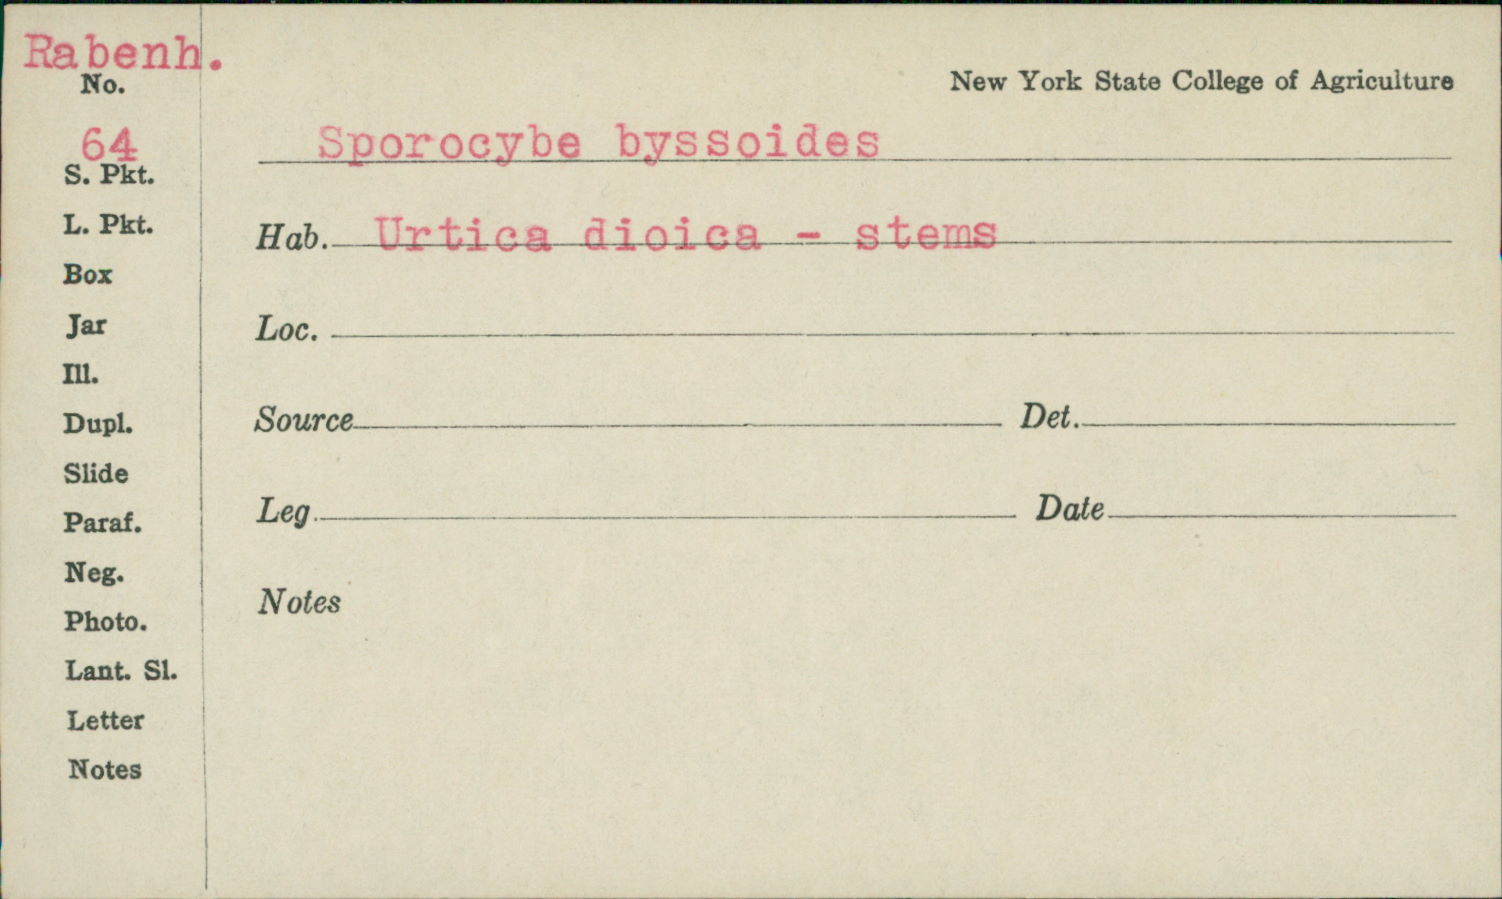 Rabenh.
No.
64
S. Pkt.
L. Pkt.
Box
Jar
Ill.
Dupl.
Slide
Paraf.
Neg.
Photo.
Lant. Sl.
Letter
Notes
New York State College of Agriculture
Sporocybe byssoides
Hab. Urtica dioica - stems
Loc.
Source Det.
Leg. Date
Notes